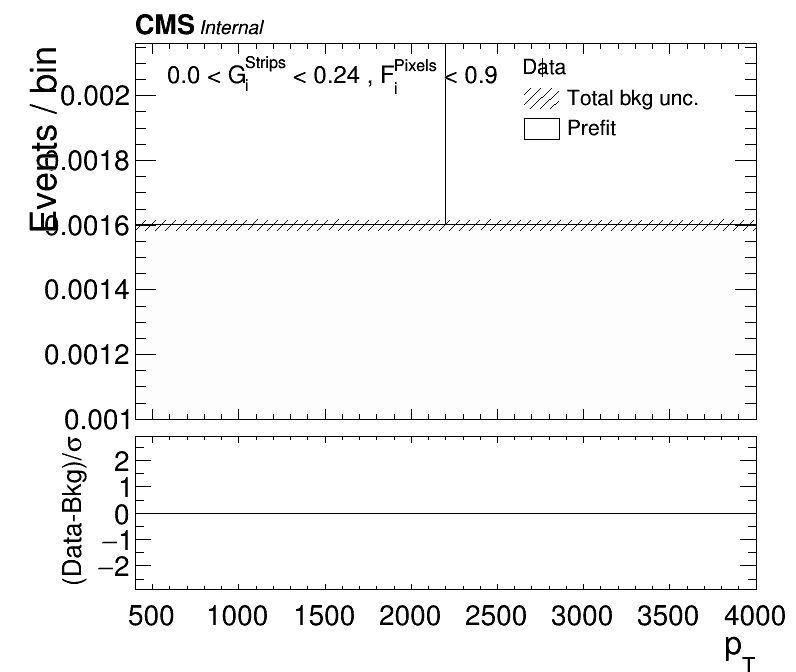 CMS Internal
0.0 < G_i^Strips < 0.24 , F_i^Pixels < 0.9
Data
Total bkg unc.
Prefit
Events / bin
0.002
0.0018
0.0016
0.0014
0.0012
0.001
(Data-Bkg)/σ
2
1
0
−1
−2
500 1000 1500 2000 2500 3000 3500 4000
p_T